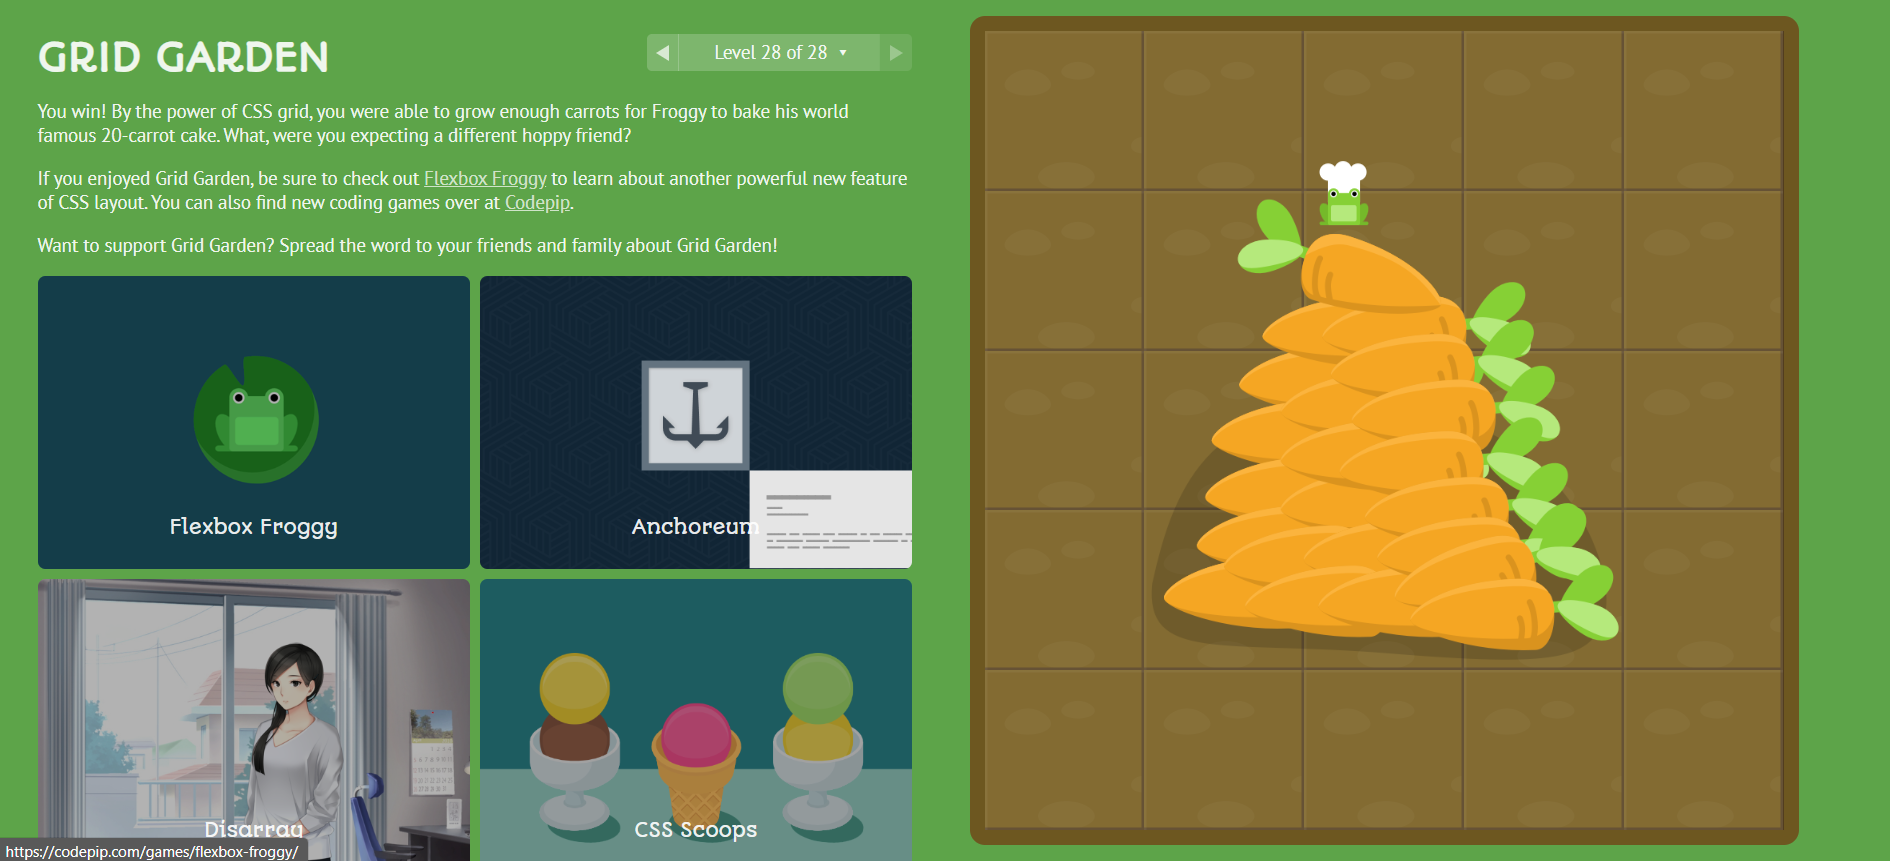 GRID GARDEN
Level 28 of 28
You win! By the power of CSS grid, you were able to grow enough carrots for Froggy to bake his world
famous 20-carrot cake. What, were you expecting a different hoppy friend?
If you enjoyed Grid Garden, be sure to check out Flexbox Froggy to learn about another powerful new feature
of CSS layout. You can also find new coding games over at Codepip.
Want to support Grid Garden? Spread the word to your friends and family about Grid Garden!
Flexbox Froggy
Anchoreum
Disarray
CSS Scoops
https://codepip.com/games/flexbox-froggy/